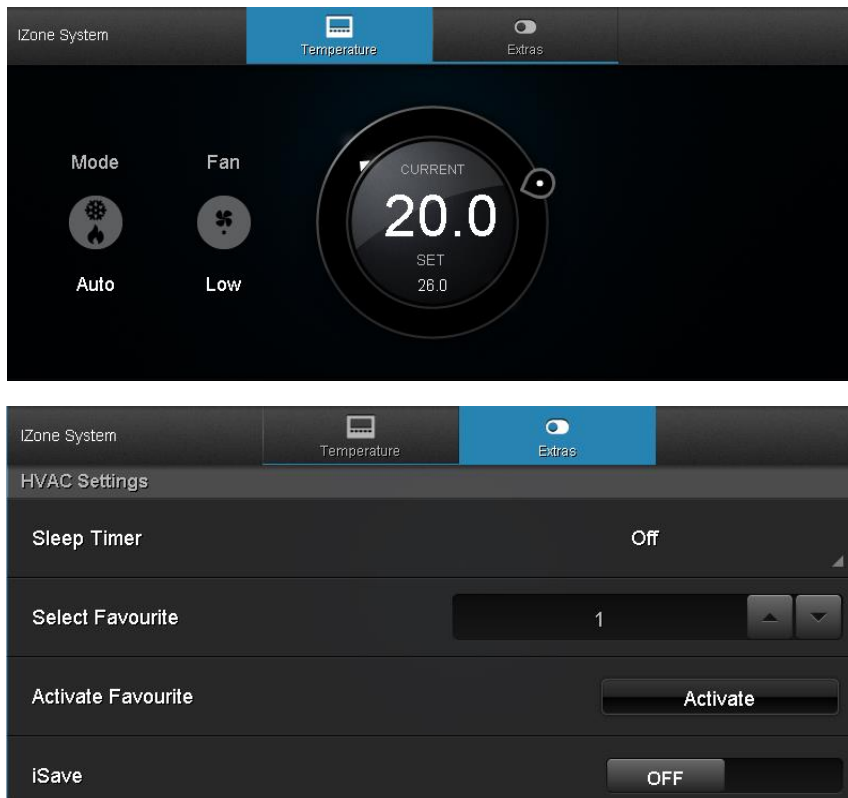 IZone System
Temperature
Extras
Mode
Fan
CURRENT
20.0
SET
26.0
Auto
Low
IZone System
Temperature
Extras
HVAC Settings
Sleep Timer Off
Select Favourite 1
Activate Favourite Activate
iSave OFF